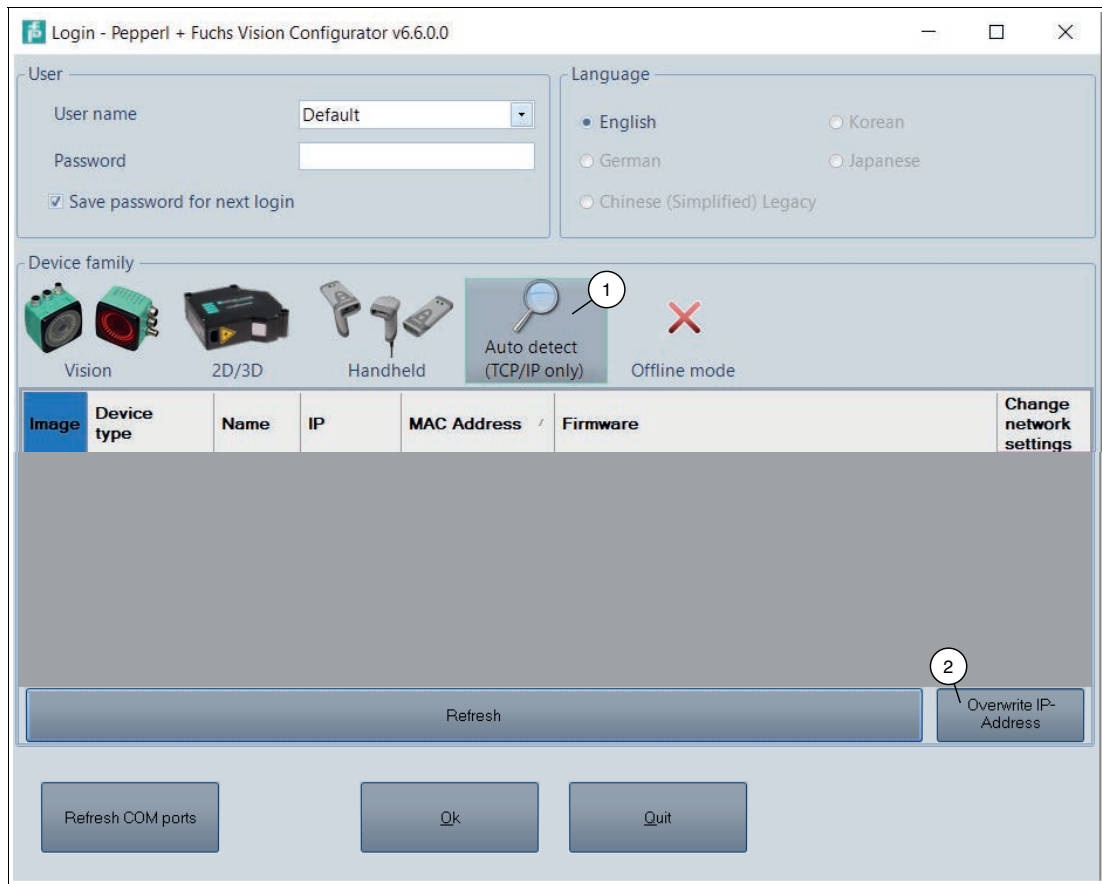 Login - Pepperl + Fuchs Vision Configurator v6.6.0.0
User
User name
Default
Password
Save password for next login
Language
English
Korean
German
Japanese
Chinese (Simplified) Legacy
Device family
1
Vision
2D/3D
Handheld
Auto detect
(TCP/IP only)
Offline mode
Image
Device
type
Name
IP
MAC Address
Firmware
Change
network
settings
2
Refresh
Overwrite IP-
Address
Refresh COM ports
Ok
Quit